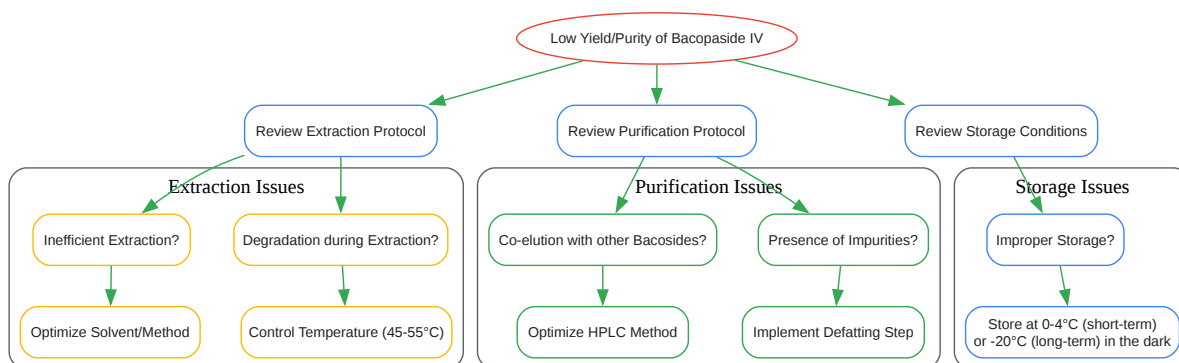 Low Yield/Purity of Bacopaside IV
Review Extraction Protocol
Review Purification Protocol
Review Storage Conditions
Extraction Issues
Purification Issues
Storage Issues
Inefficient Extraction?
Degradation during Extraction?
Co-elution with other Bacosides?
Presence of Impurities?
Improper Storage?
Optimize Solvent/Method
Control Temperature (45-55°C)
Optimize HPLC Method
Implement Defatting Step
Store at 0-4°C (short-term)
or -20°C (long-term) in the dark